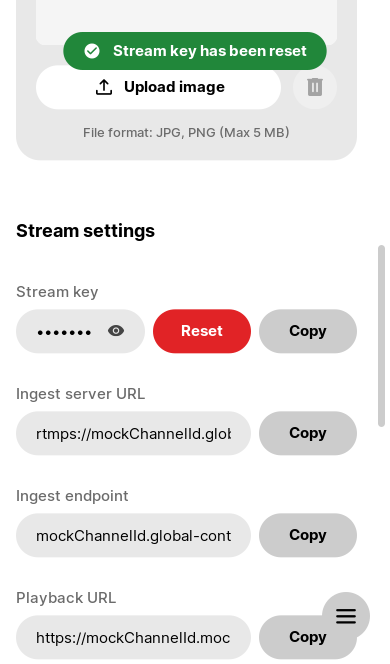 Stream key has been reset
Upload image
File format: JPG, PNG (Max 5 MB)
Stream settings
Stream key
••••••• Reset Copy
Ingest server URL
rtmps://mockChannelId.glob Copy
Ingest endpoint
mockChannelId.global-cont Copy
Playback URL
https://mockChannelId.moc Copy